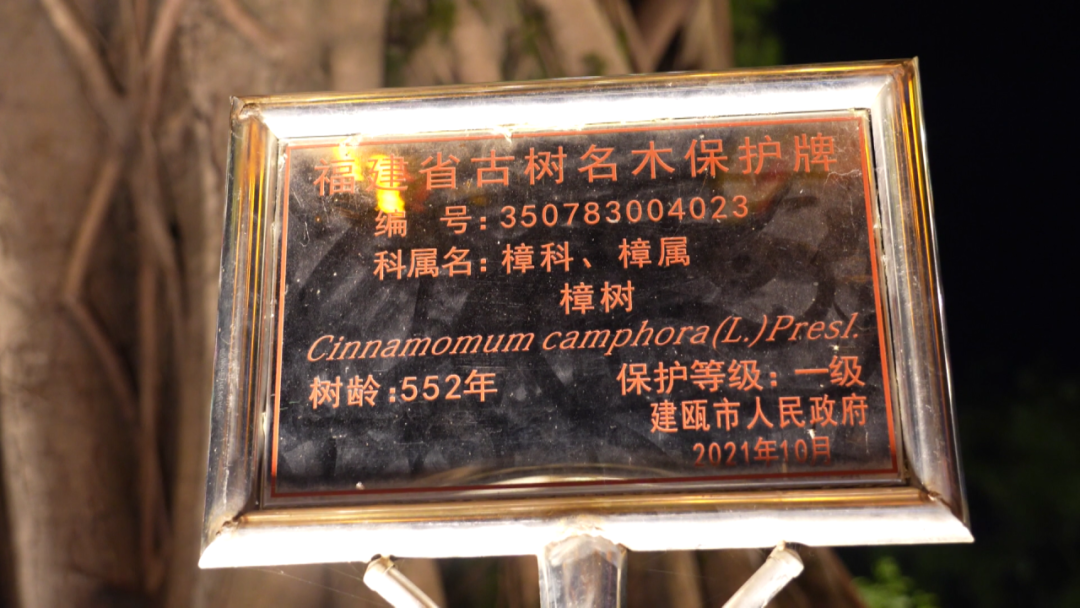 福建省古树名木保护牌
编 号: 350783004023
科属名: 樟科、樟属
樟树
Cinnamomum camphora(L.)Presl.
树龄:552年 保护等级: 一级
建瓯市人民政府
2021年10月